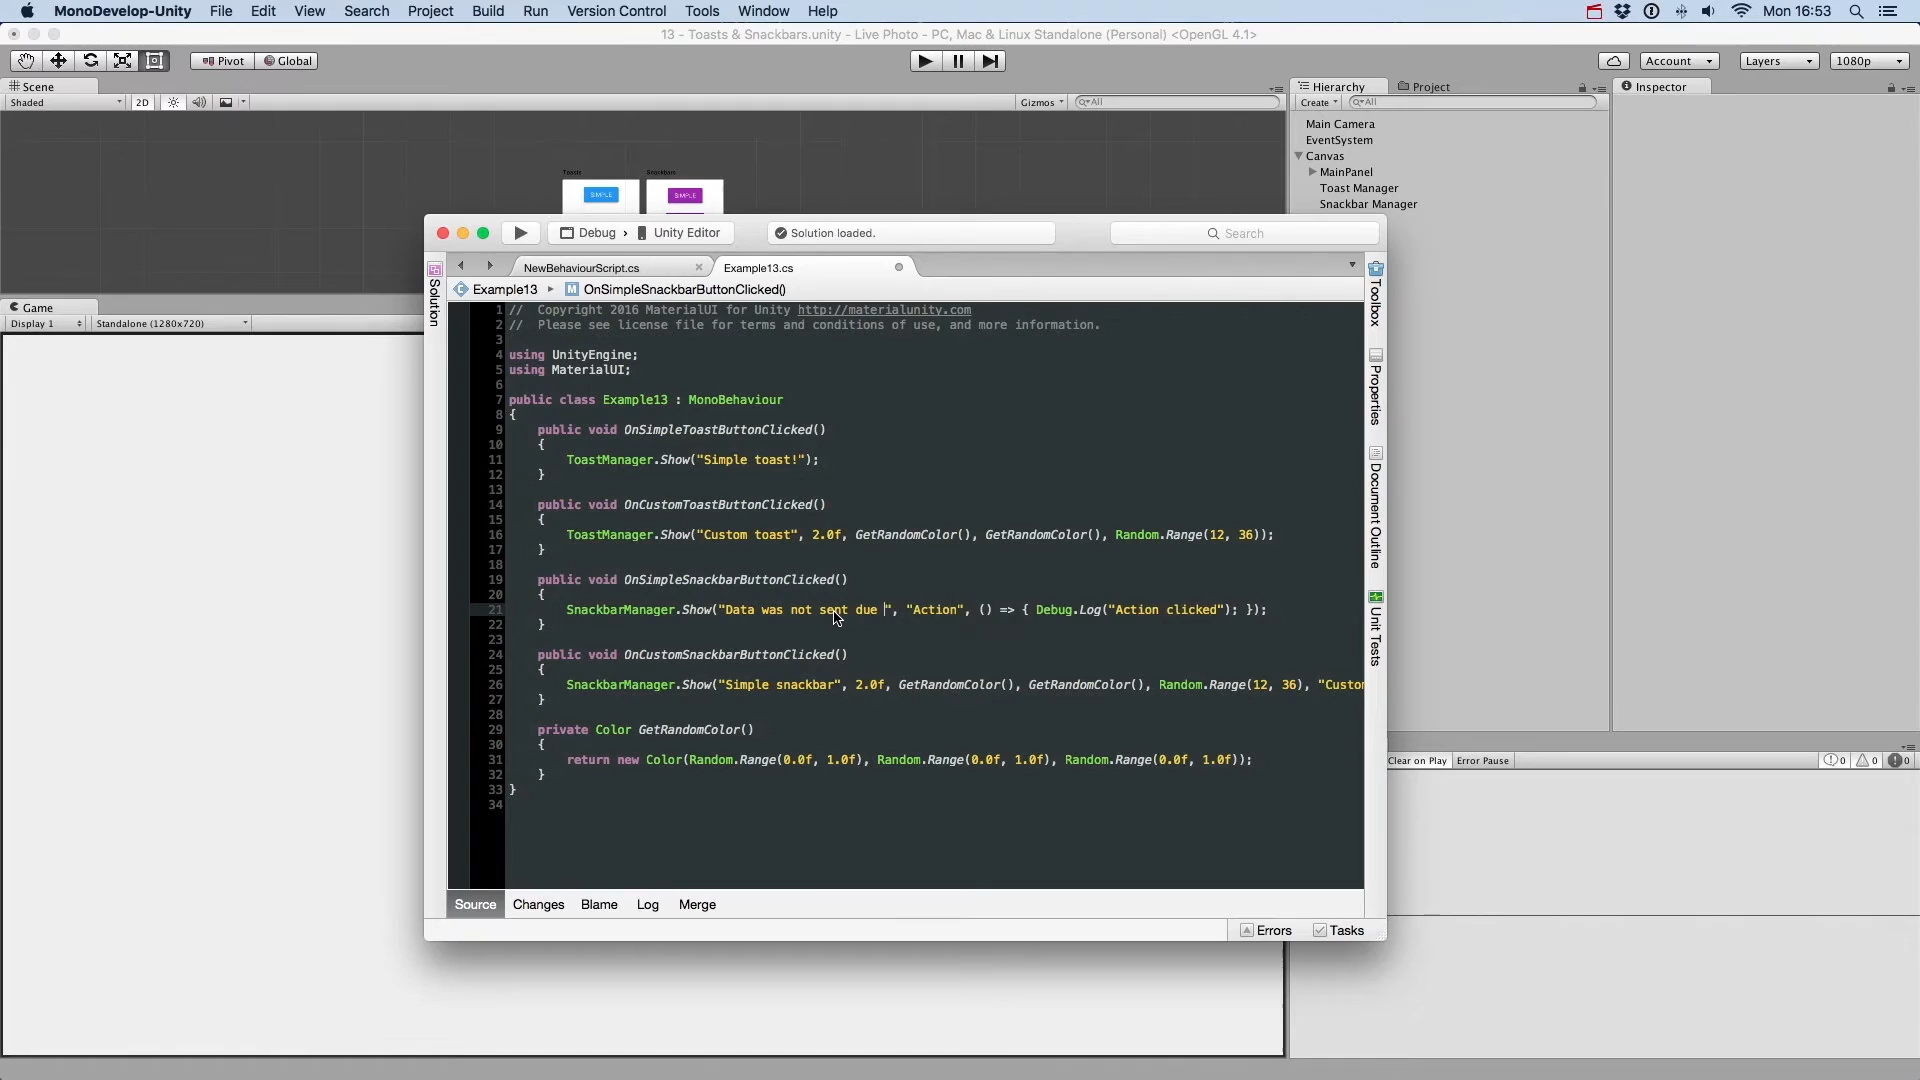 MonoDevelop-Unity File Edit View Search Project Build Run Version Control Tools Window Help Mon 16:53
13 - Toasts & Snackbars.unity - Live Photo - PC, Mac & Linux Standalone (Personal) <OpenGL 4.1>
Pivot Global Account Layers 1080p
Scene Hierarchy Project Inspector
Shaded 2D Gizmos All Create All
Main Camera
EventSystem
Canvas
MainPanel
Toast Manager
Snackbar Manager
Toasts Snackbars
SIMPLE SIMPLE
Game
Display 1 Standalone (1280x720)
Debug › Unity Editor Solution loaded. Search
Solution
NewBehaviourScript.cs Example13.cs
Example13 OnSimpleSnackbarButtonClicked()
1 // Copyright 2016 MaterialUI for Unity http://materialunity.com
2 // Please see license file for terms and conditions of use, and more information.
3
4 using UnityEngine;
5 using MaterialUI;
6
7 public class Example13 : MonoBehaviour
8 {
9 public void OnSimpleToastButtonClicked()
10 {
11 ToastManager.Show("Simple toast!");
12 }
13
14 public void OnCustomToastButtonClicked()
15 {
16 ToastManager.Show("Custom toast", 2.0f, GetRandomColor(), GetRandomColor(), Random.Range(12, 36));
17 }
18
19 public void OnSimpleSnackbarButtonClicked()
20 {
21 SnackbarManager.Show("Data was not sent due ", "Action", () => { Debug.Log("Action clicked"); });
22 }
23
24 public void OnCustomSnackbarButtonClicked()
25 {
26 SnackbarManager.Show("Simple snackbar", 2.0f, GetRandomColor(), GetRandomColor(), Random.Range(12, 36), "Custom
27 }
28
29 private Color GetRandomColor()
30 {
31 return new Color(Random.Range(0.0f, 1.0f), Random.Range(0.0f, 1.0f), Random.Range(0.0f, 1.0f));
32 }
33 }
34
Toolbox
Properties
Document Outline
Unit Tests
Source Changes Blame Log Merge
Errors Tasks
Clear on Play Error Pause 0 0 0